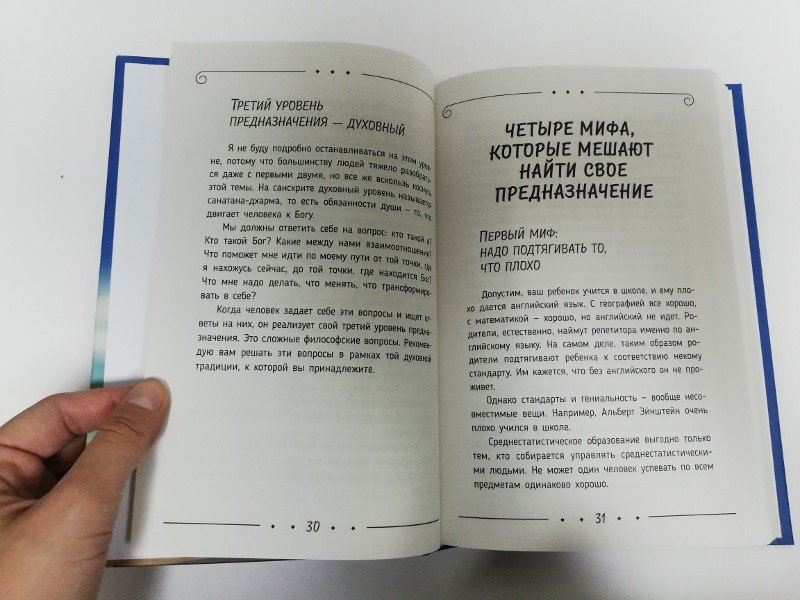 Третий уровень
предназначения — духовный
Я не буду подробно останавливаться на этом уров-
не, потому что большинству людей тяжело разобрать-
ся даже с первыми двумя, но все же вскользь коснусь
этой темы. На санскрите духовный уровень называется
санатана-дхарма, то есть обязанности души – то, что
двигает человека к Богу.
Мы должны ответить себе на вопрос: кто такой я?
Кто такой Бог? Какие между нами взаимоотношения?
Что поможет мне идти по моему пути от той точки, где
я нахожусь сейчас, до той точки, где находится Бог?
Что мне надо делать, что менять, что трансформиро-
вать в себе?
Когда человек задает себе эти вопросы и ищет от-
веты на них, он реализует свой третий уровень предна-
значения. Это сложные философские вопросы. Рекомен-
дую вам решать эти вопросы в рамках той духовной
традиции, к которой вы принадлежите.
30
ЧЕТЫРЕ МИФА,
КОТОРЫЕ МЕШАЮТ
НАЙТИ СВОЕ
ПРЕДНАЗНАЧЕНИЕ
Первый миф:
надо подтягивать то,
что плохо
Допустим, ваш ребенок учится в школе, и ему пло-
хо дается английский язык. С географией все хорошо,
с математикой – хорошо, но английский не идет. Ро-
дители, естественно, наймут репетитора именно по ан-
глийскому языку. На самом деле, таким образом ро-
дители подтягивают ребенка к соответствию некому
стандарту. Им кажется, что без английского он не про-
живет.
Однако стандарты и гениальность – вообще несо-
вместимые вещи. Например, Альберт Эйнштейн очень
плохо учился в школе.
Среднестатистическое образование выгодно только
тем, кто собирается управлять среднестатистически-
ми людьми. Не может один человек успевать по всем
предметам одинаково хорошо.
31